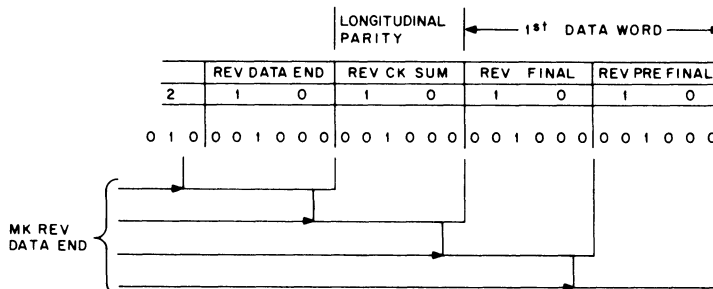 LONGITUDINAL
PARITY
1st DATA WORD
REV DATA END REV CK SUM REV FINAL REV PRE FINAL
2 1 0 1 0 1 0 1 0
0 1 0 0 0 1 0 0 0 0 0 1 0 0 0 0 0 1 0 0 0 0 0 1 0 0 0
MK REV
DATA END